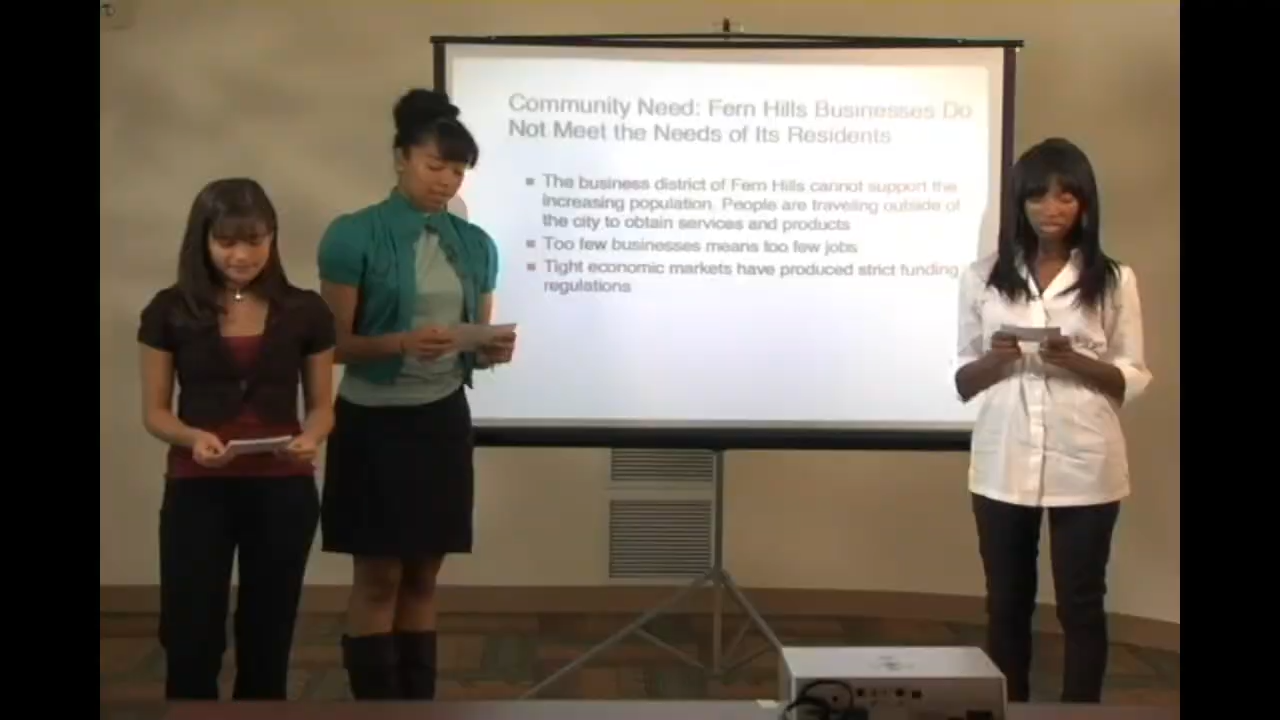 Community Need: Fern Hills Businesses Do
Not Meet the Needs of Its Residents
■ The business district of Fern Hills cannot support the
increasing population. People are traveling outside of
the city to obtain services and products
■ Too few businesses means too few jobs
■ Tight economic markets have produced strict funding
regulations